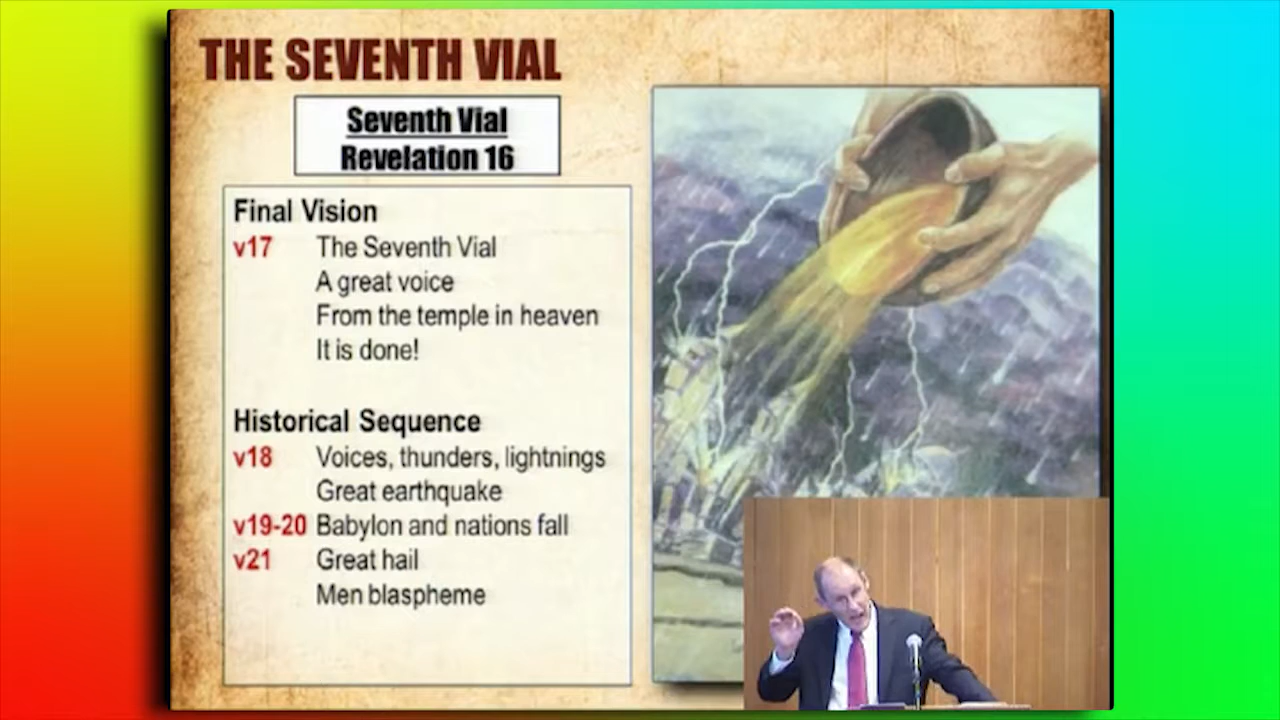 THE SEVENTH VIAL
Seventh Vial
Revelation 16
Final Vision
v17 The Seventh Vial
A great voice
From the temple in heaven
It is done!
Historical Sequence
v18 Voices, thunders, lightnings
Great earthquake
v19-20 Babylon and nations fall
v21 Great hail
Men blaspheme